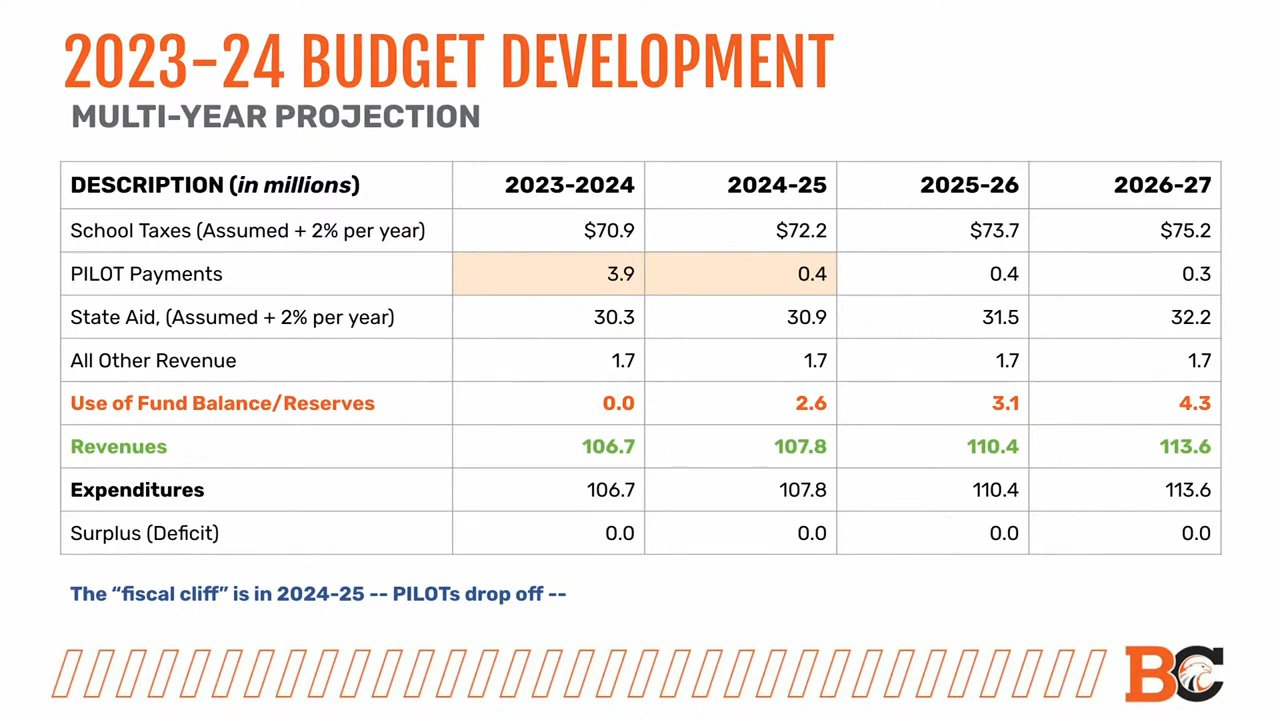 2023-24 BUDGET DEVELOPMENT
MULTI-YEAR PROJECTION
DESCRIPTION (in millions) 2023-2024 2024-25 2025-26 2026-27
School Taxes (Assumed + 2% per year) $70.9 $72.2 $73.7 $75.2
PILOT Payments 3.9 0.4 0.4 0.3
State Aid, (Assumed + 2% per year) 30.3 30.9 31.5 32.2
All Other Revenue 1.7 1.7 1.7 1.7
Use of Fund Balance/Reserves 0.0 2.6 3.1 4.3
Revenues 106.7 107.8 110.4 113.6
Expenditures 106.7 107.8 110.4 113.6
Surplus (Deficit) 0.0 0.0 0.0 0.0
The “fiscal cliff” is in 2024-25 -- PILOTs drop off --
BC